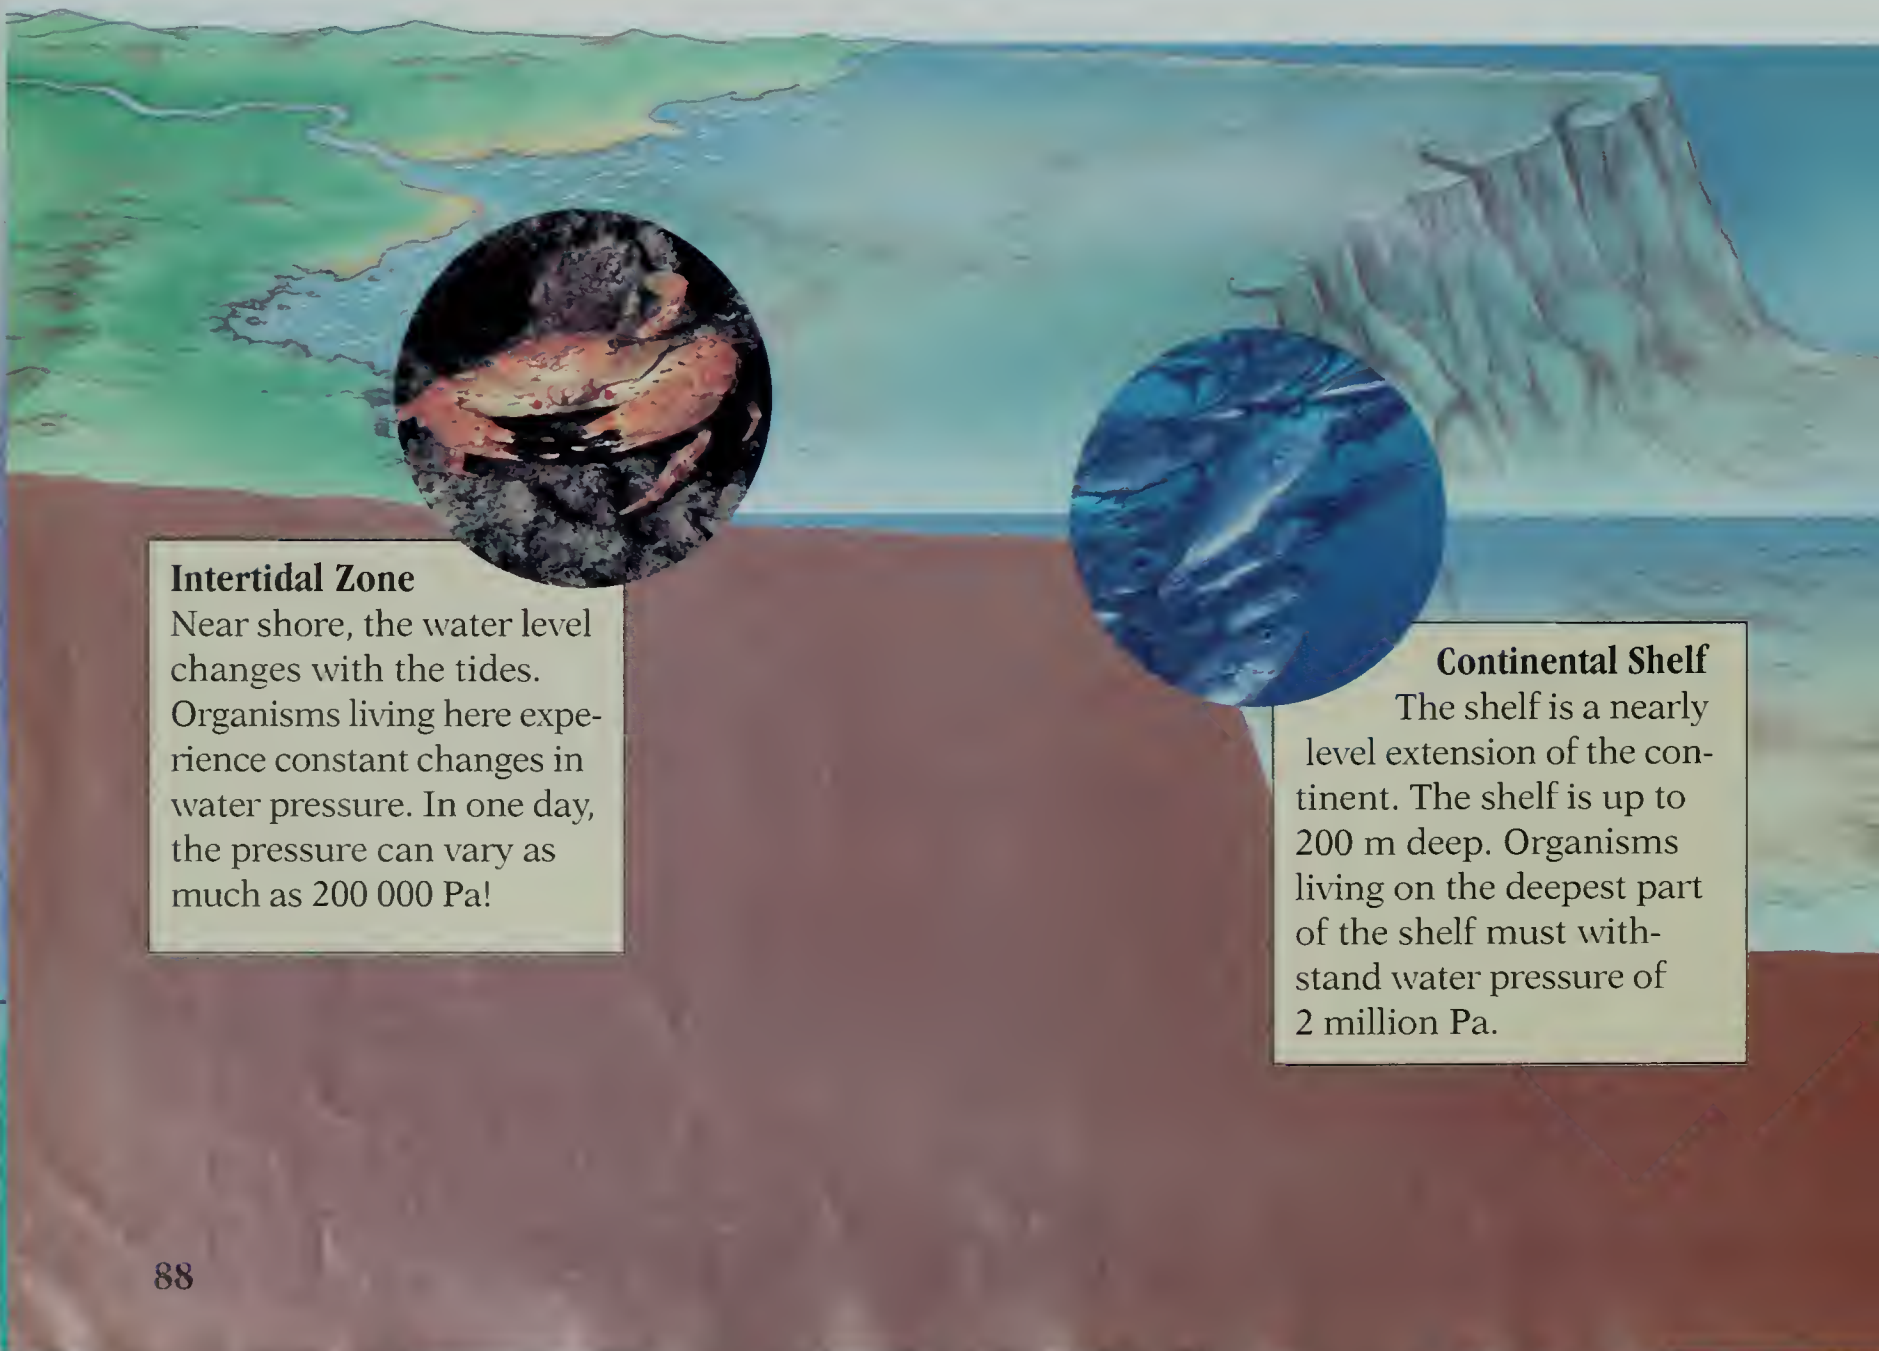 Intertidal Zone
Near shore, the water level
changes with the tides.
Organisms living here expe-
rience constant changes in
water pressure. In one day,
the pressure can vary as
much as 200 000 Pa!
Continental Shelf
The shelf is a nearly
level extension of the con-
tinent. The shelf is up to
200 m deep. Organisms
living on the deepest part
of the shelf must with-
stand water pressure of
2 million Pa.
88